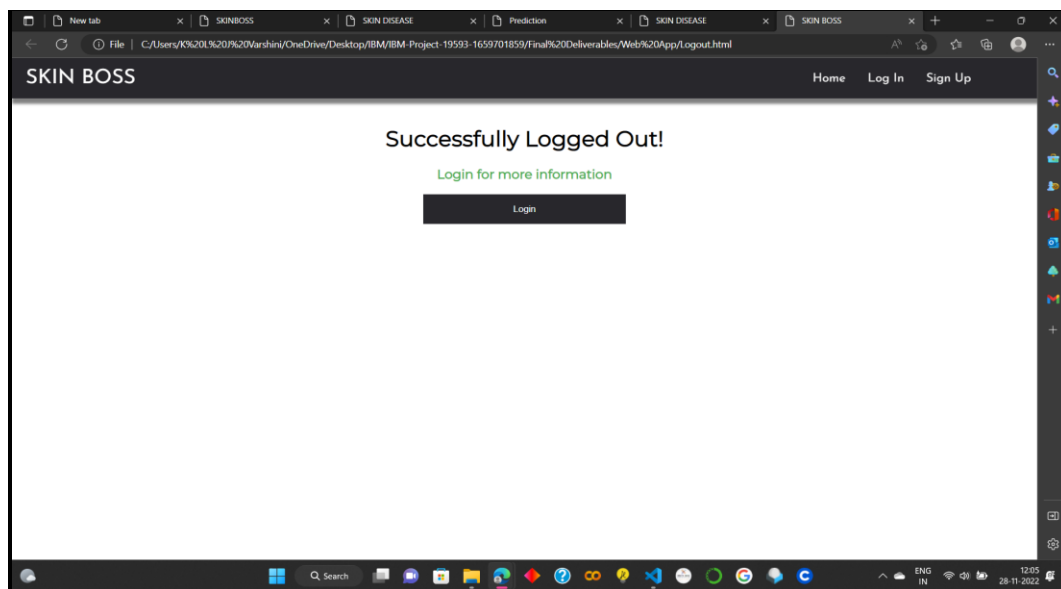 New tab SKINBOSS SKIN DISEASE Prediction SKIN DISEASE SKIN BOSS
File C:/Users/K%20L%20J%20Varshini/OneDrive/Desktop/IBM/IBM-Project-19593-1659701859/Final%20Deliverables/Web%20App/Logout.html
SKIN BOSS Home Log In Sign Up
Successfully Logged Out!
Login for more information
Login
Search ENG 12:05
IN 28-11-2022